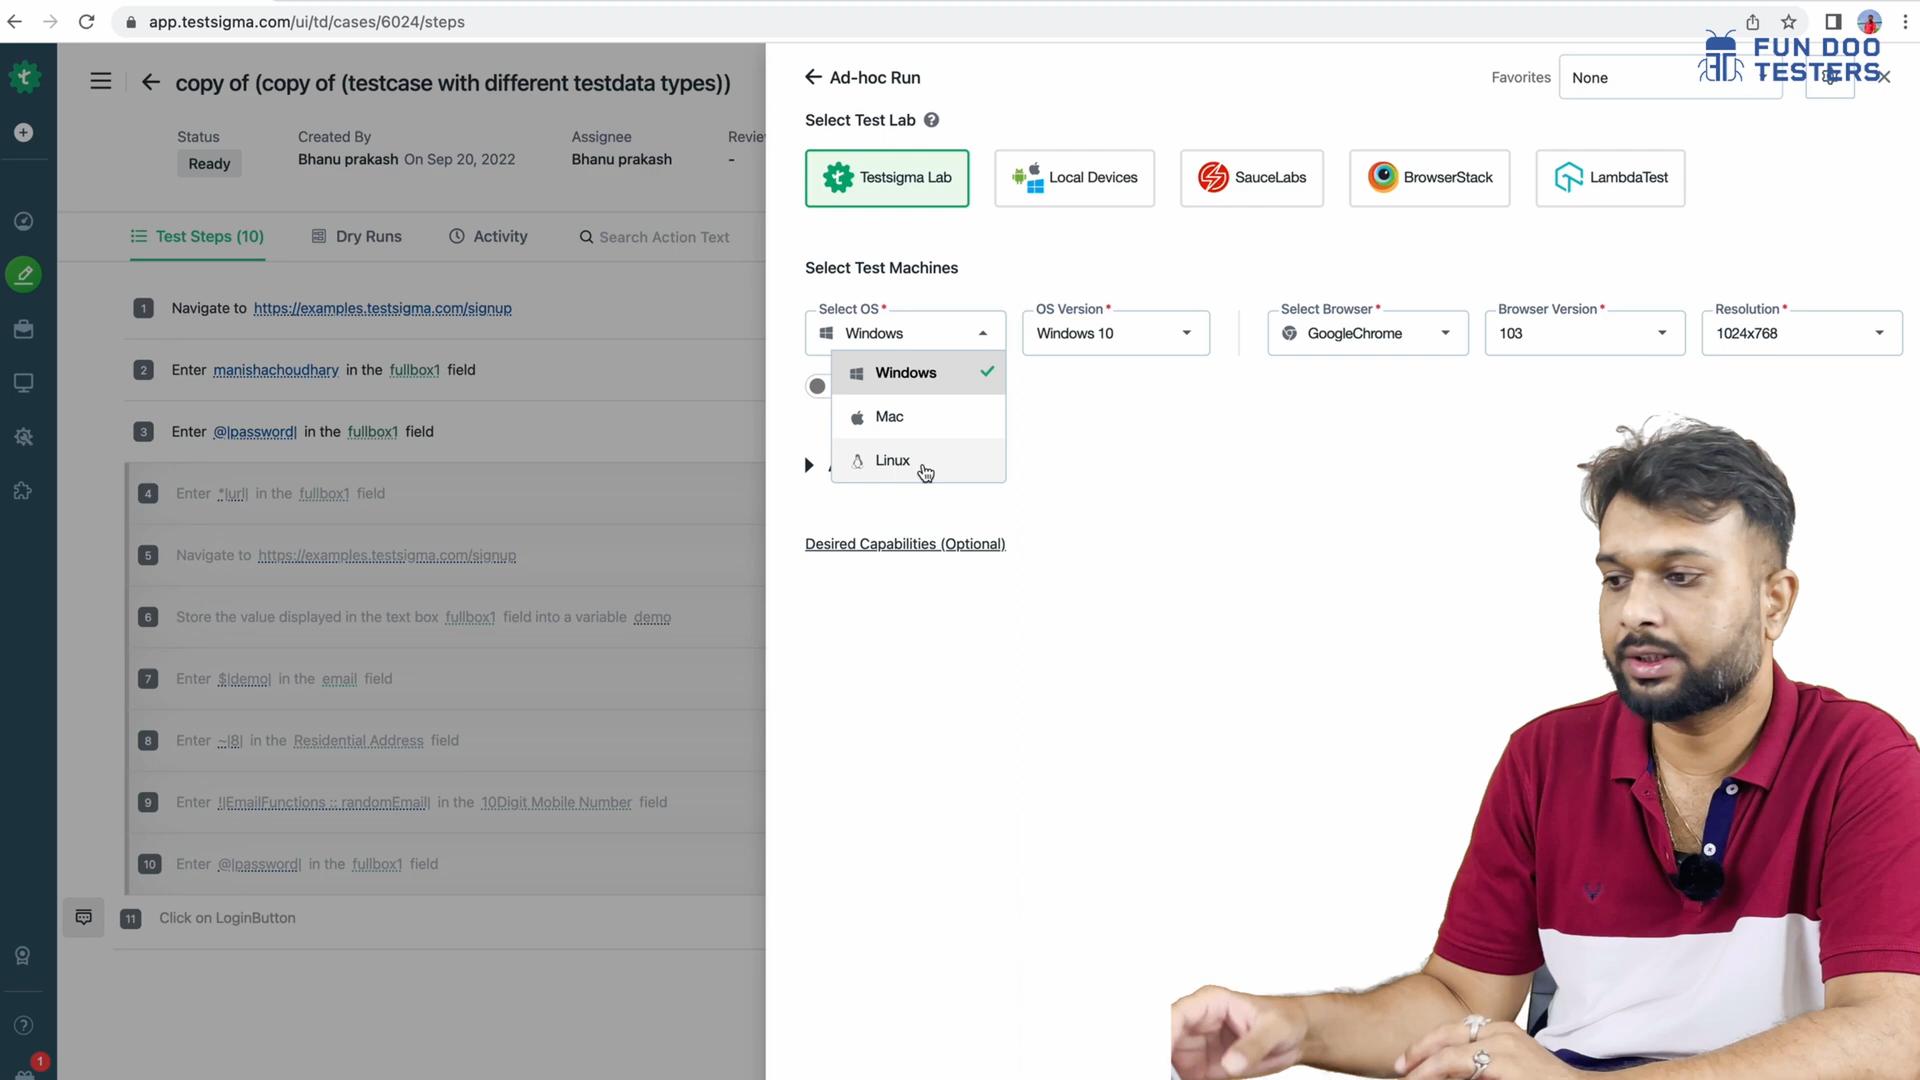 app.testsigma.com/ui/td/cases/6024/steps
FUN DOO
TESTERS
copy of (copy of (testcase with different testdata types))
Status
Ready
Created By
Bhanu prakash On Sep 20, 2022
Assignee
Bhanu prakash
Review
-
Test Steps (10)
Dry Runs
Activity
Search Action Text
1 Navigate to https://examples.testsigma.com/signup
2 Enter manishachoudhary in the fullbox1 field
3 Enter @|password| in the fullbox1 field
4 Enter *|url| in the fullbox1 field
5 Navigate to https://examples.testsigma.com/signup
6 Store the value displayed in the text box fullbox1 field into a variable demo
7 Enter $|demo| in the email field
8 Enter ~|8| in the Residential Address field
9 Enter !|EmailFunctions :: randomEmail| in the 10Digit Mobile Number field
10 Enter @|password| in the fullbox1 field
11 Click on LoginButton
1
Ad-hoc Run
Favorites
None
Select Test Lab
Testsigma Lab
Local Devices
SauceLabs
BrowserStack
LambdaTest
Select Test Machines
Select OS*
Windows
OS Version*
Windows 10
Select Browser*
GoogleChrome
Browser Version*
103
Resolution*
1024x768
Windows
Mac
Linux
Desired Capabilities (Optional)